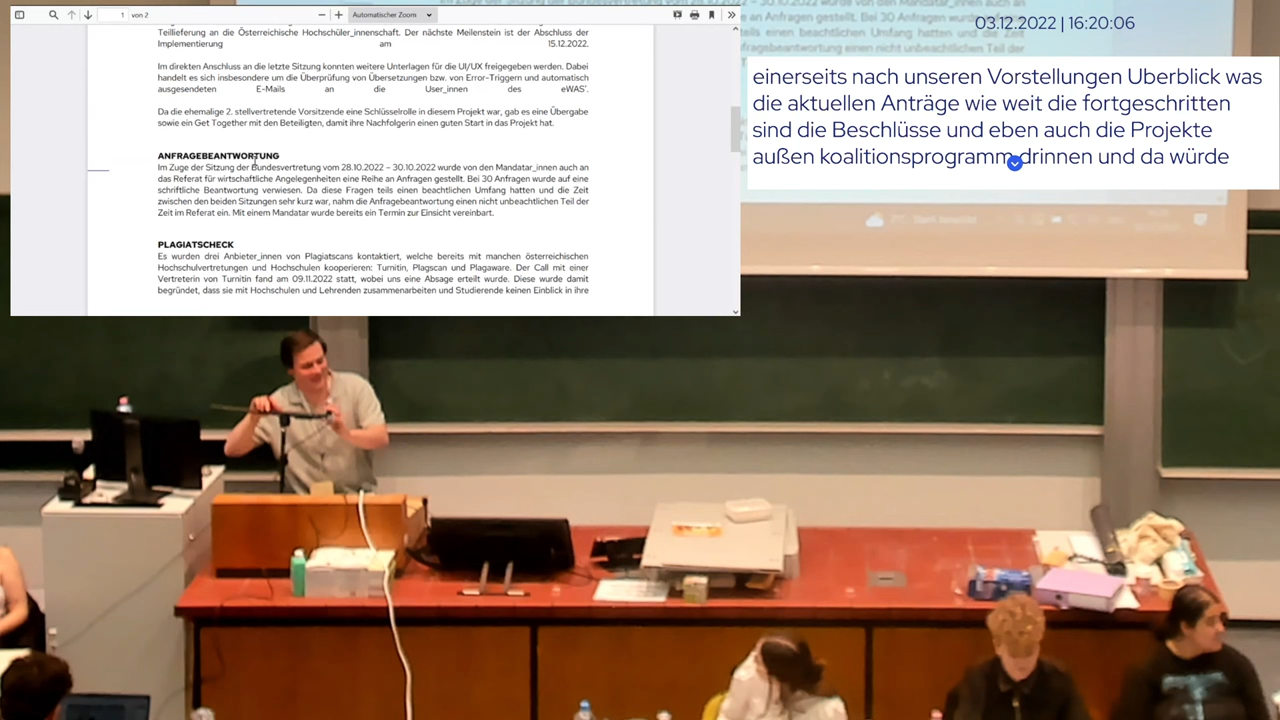 1 von 2
Automatischer Zoom
Teillieferung an die Österreichische Hochschüler_innenschaft. Der nächste Meilenstein ist der Abschluss der
Implementierung am 15.12.2022.
Im direkten Anschluss an die letzte Sitzung konnten weitere Unterlagen für die UI/UX freigegeben werden. Dabei
handelt es sich insbesondere um die Überprüfung von Übersetzungen bzw. von Error-Triggern und automatisch
ausgesendeten E-Mails an die User_innen des eWAS'.
Da die ehemalige 2. stellvertretende Vorsitzende eine Schlüsselrolle in diesem Projekt war, gab es eine Übergabe
sowie ein Get Together mit den Beteiligten, damit ihre Nachfolgerin einen guten Start in das Projekt hat.
ANFRAGEBEANTWORTUNG
Im Zuge der Sitzung der Bundesvertretung vom 28.10.2022 – 30.10.2022 wurde von den Mandatar_innen auch an
das Referat für wirtschaftliche Angelegenheiten eine Reihe an Anfragen gestellt. Bei 30 Anfragen wurde auf eine
schriftliche Beantwortung verwiesen. Da diese Fragen teils einen beachtlichen Umfang hatten und die Zeit
zwischen den beiden Sitzungen sehr kurz war, nahm die Anfragebeantwortung einen nicht unbeachtlichen Teil der
Zeit im Referat ein. Mit einem Mandatar wurde bereits ein Termin zur Einsicht vereinbart.
PLAGIATSCHECK
Es wurden drei Anbieter_innen von Plagiatscans kontaktiert, welche bereits mit manchen österreichischen
Hochschulvertretungen und Hochschulen kooperieren: Turnitin, Plagscan und Plagaware. Der Call mit einer
Vertreterin von Turnitin fand am 09.11.2022 statt, wobei uns eine Absage erteilt wurde. Diese wurde damit
begründet, dass sie mit Hochschulen und Lehrenden zusammenarbeiten und Studierende keinen Einblick in ihre
03.12.2022 | 16:20:06
einerseits nach unseren Vorstellungen Überblick was
die aktuellen Anträge wie weit die fortgeschritten
sind die Beschlüsse und eben auch die Projekte
außen koalitionsprogramm drinnen und da würde